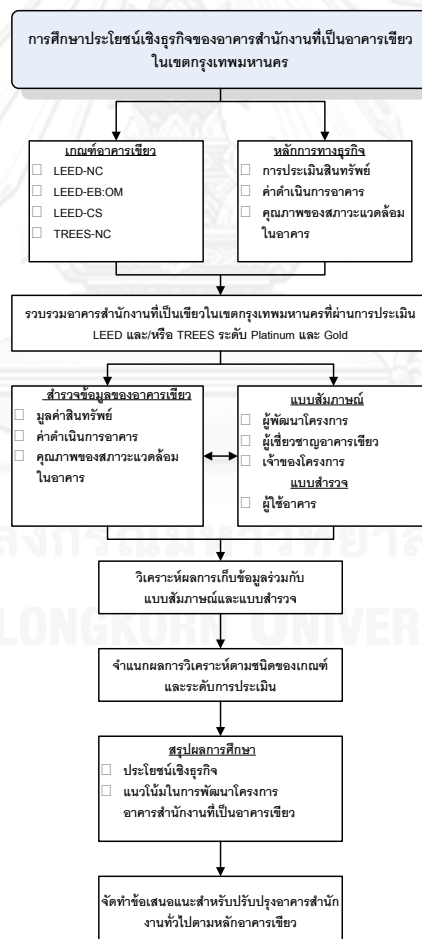 การศึกษาประโยชน์เชิงธุรกิจของอาคารสำนักงานที่เป็นอาคารเขียว
ในเขตกรุงเทพมหานคร
เกณฑ์อาคารเขียว
LEED-NC
LEED-EB:OM
LEED-CS
TREES-NC
หลักการทางธุรกิจ
การประเมินสินทรัพย์
ค่าดำเนินการอาคาร
คุณภาพของสภาวะแวดล้อม
ในอาคาร
รวบรวมอาคารสำนักงานที่เป็นเขียวในเขตกรุงเทพมหานครที่ผ่านการประเมิน
LEED และ/หรือ TREES ระดับ Platinum และ Gold
สำรวจข้อมูลของอาคารเขียว
มูลค่าสินทรัพย์
ค่าดำเนินการอาคาร
คุณภาพของสภาวะแวดล้อม
ในอาคาร
แบบสัมภาษณ์
ผู้พัฒนาโครงการ
ผู้เชี่ยวชาญอาคารเขียว
เจ้าของโครงการ
แบบสำรวจ
ผู้ใช้อาคาร
วิเคราะห์ผลการเก็บข้อมูลร่วมกับ
แบบสัมภาษณ์และแบบสำรวจ
จำแนกผลการวิเคราะห์ตามชนิดของเกณฑ์
และระดับการประเมิน
สรุปผลการศึกษา
ประโยชน์เชิงธุรกิจ
แนวโน้มในการพัฒนาโครงการ
อาคารสำนักงานที่เป็นอาคารเขียว
จัดทำข้อเสนอแนะสำหรับปรับปรุงอาคารสำนัก
งานทั่วไปตามหลักอาคารเขียว